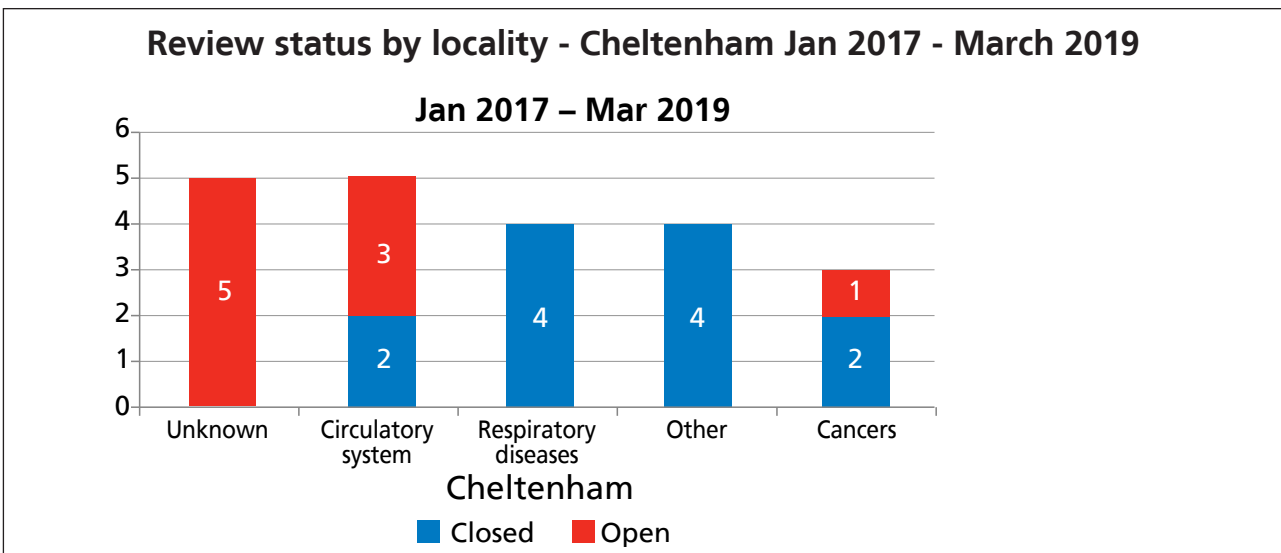 Review status by locality - Cheltenham Jan 2017 - March 2019
Jan 2017 – Mar 2019
6
5
4
3
2
1
0
5
3
2
4
4
1
2
Unknown
Circulatory
system
Respiratory
diseases
Other
Cancers
Cheltenham
Closed
Open